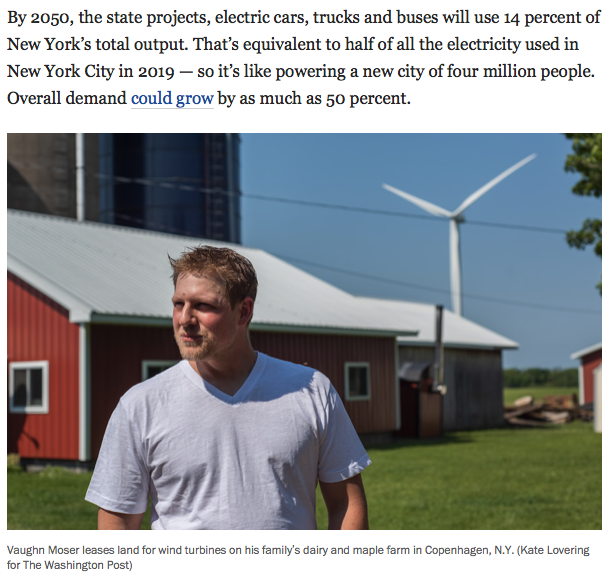 By 2050, the state projects, electric cars, trucks and buses will use 14 percent of
New York’s total output. That’s equivalent to half of all the electricity used in
New York City in 2019 — so it’s like powering a new city of four million people.
Overall demand could grow by as much as 50 percent.
Vaughn Moser leases land for wind turbines on his family’s dairy and maple farm in Copenhagen, N.Y. (Kate Lovering
for The Washington Post)